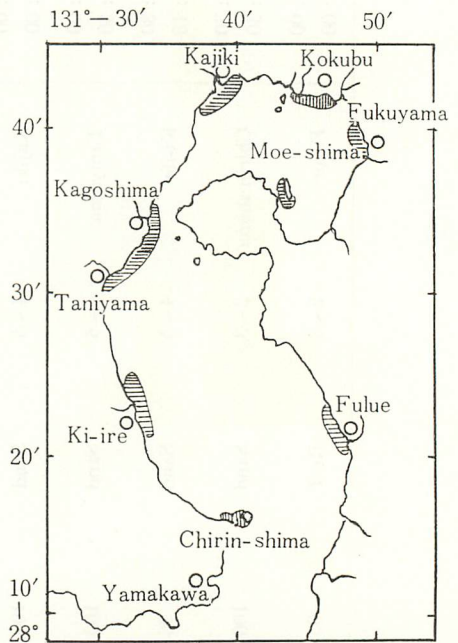 131°—30′ 40′ 50′
Kajiki
Kokubu
40′
Fukuyama
Moe-shima
Kagoshima
30′
Taniyama
Fulue
Ki-ire
20′
Chirin-shima
10′
Yamakawa
28°